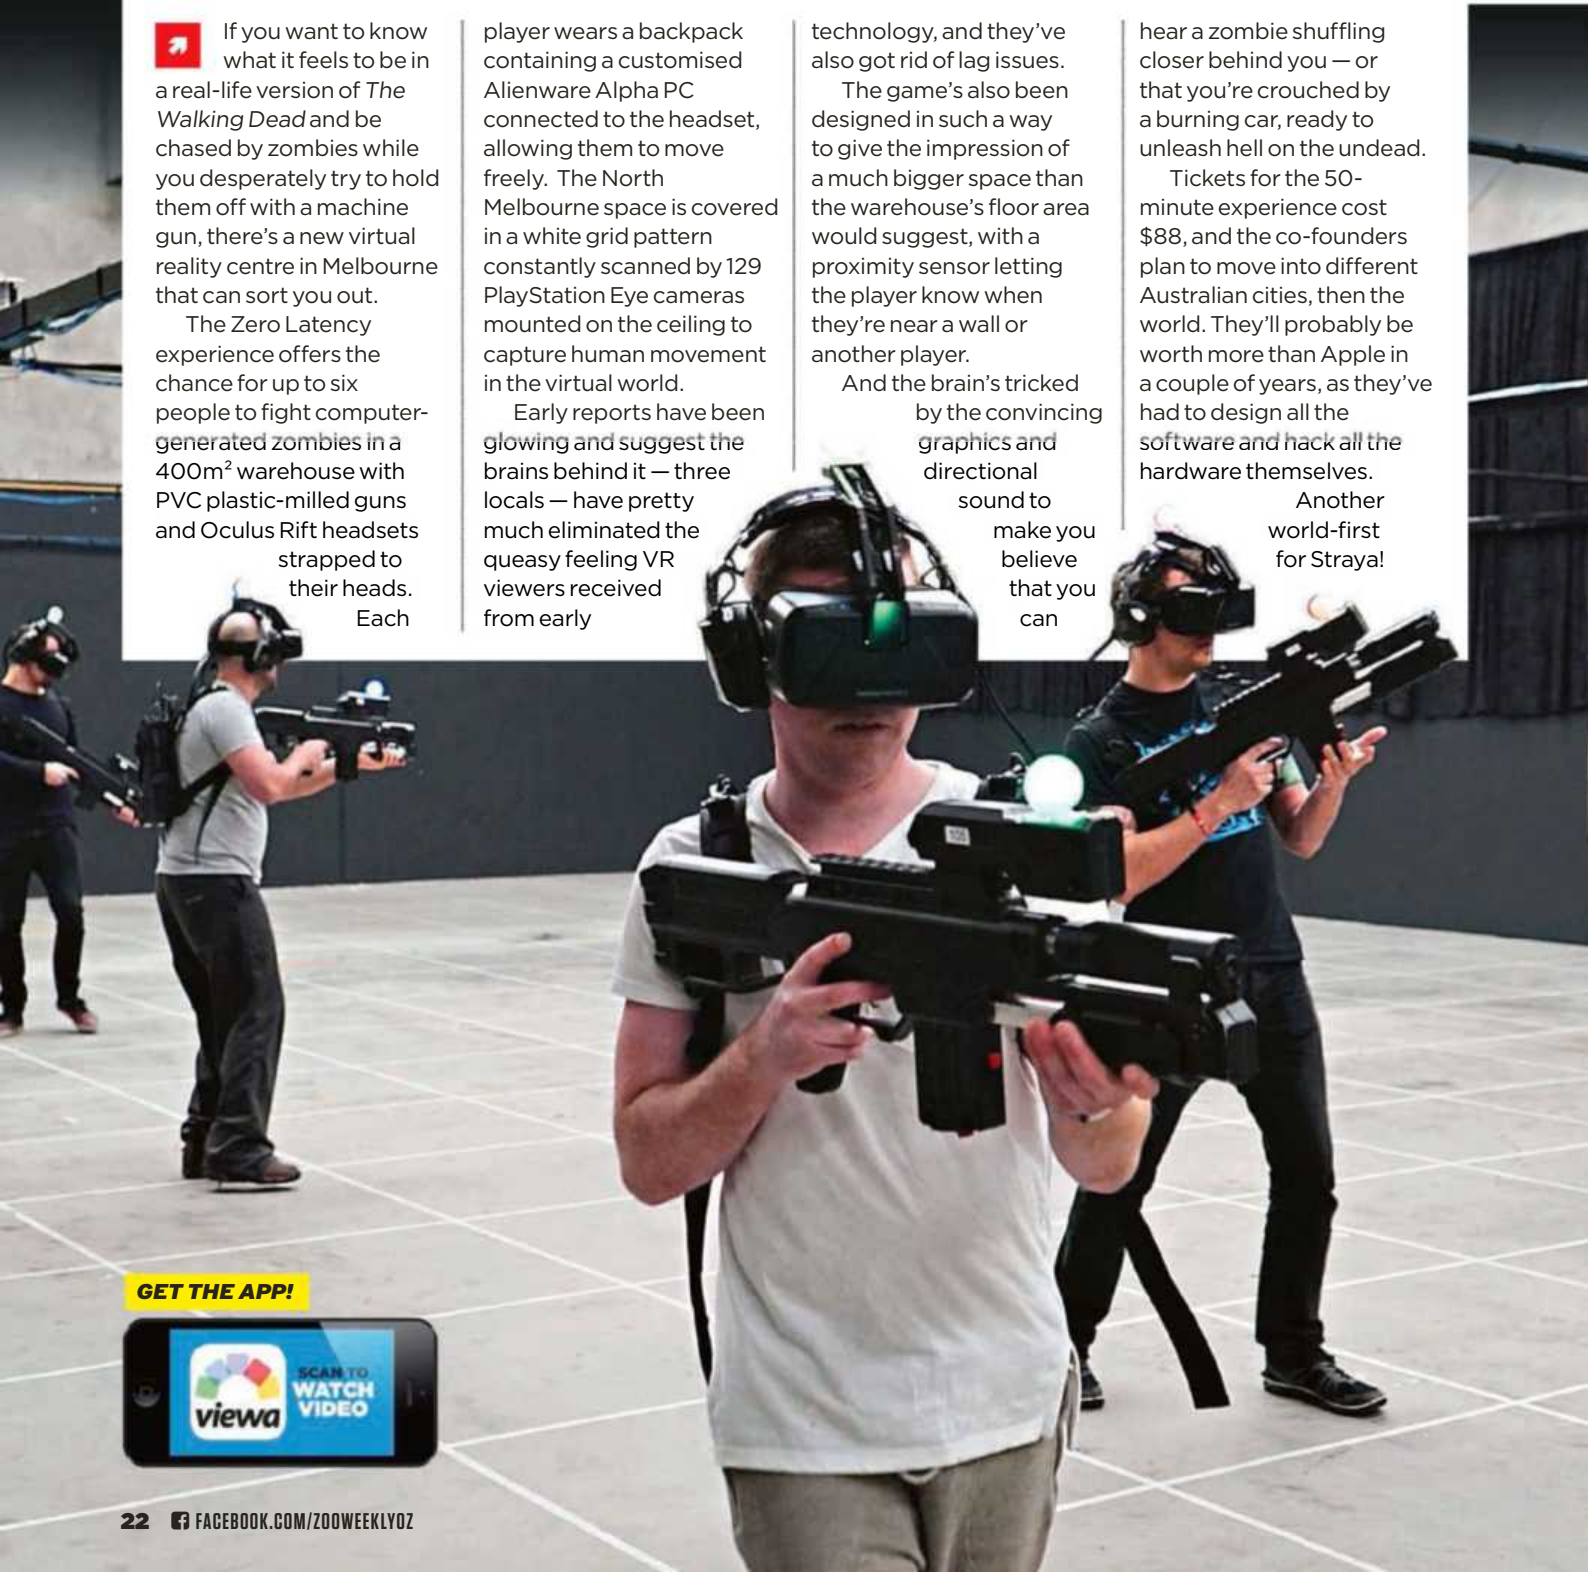 If you want to know
what it feels to be in
a real-life version of The
Walking Dead and be
chased by zombies while
you desperately try to hold
them off with a machine
gun, there's a new virtual
reality centre in Melbourne
that can sort you out.
The Zero Latency
experience offers the
chance for up to six
people to fight computer-
generated zombies in a
400m² warehouse with
PVC plastic-milled guns
and Oculus Rift headsets
strapped to
their heads.
Each
player wears a backpack
containing a customised
Alienware Alpha PC
connected to the headset,
allowing them to move
freely. The North
Melbourne space is covered
in a white grid pattern
constantly scanned by 129
PlayStation Eye cameras
mounted on the ceiling to
capture human movement
in the virtual world.
Early reports have been
glowing and suggest the
brains behind it — three
locals — have pretty
much eliminated the
queasy feeling VR
viewers received
from early
technology, and they've
also got rid of lag issues.
The game's also been
designed in such a way
to give the impression of
a much bigger space than
the warehouse's floor area
would suggest, with a
proximity sensor letting
the player know when
they're near a wall or
another player.
And the brain's tricked
by the convincing
graphics and
directional
sound to
make you
believe
that you
can
hear a zombie shuffling
closer behind you — or
that you're crouched by
a burning car, ready to
unleash hell on the undead.
Tickets for the 50-
minute experience cost
$88, and the co-founders
plan to move into different
Australian cities, then the
world. They'll probably be
worth more than Apple in
a couple of years, as they've
had to design all the
software and hack all the
hardware themselves.
Another
world-first
for Straya!
GET THE APP!
viewa
SCAN TO
WATCH
VIDEO
22 FACEBOOK.COM/ZOOWEEKLYOZ